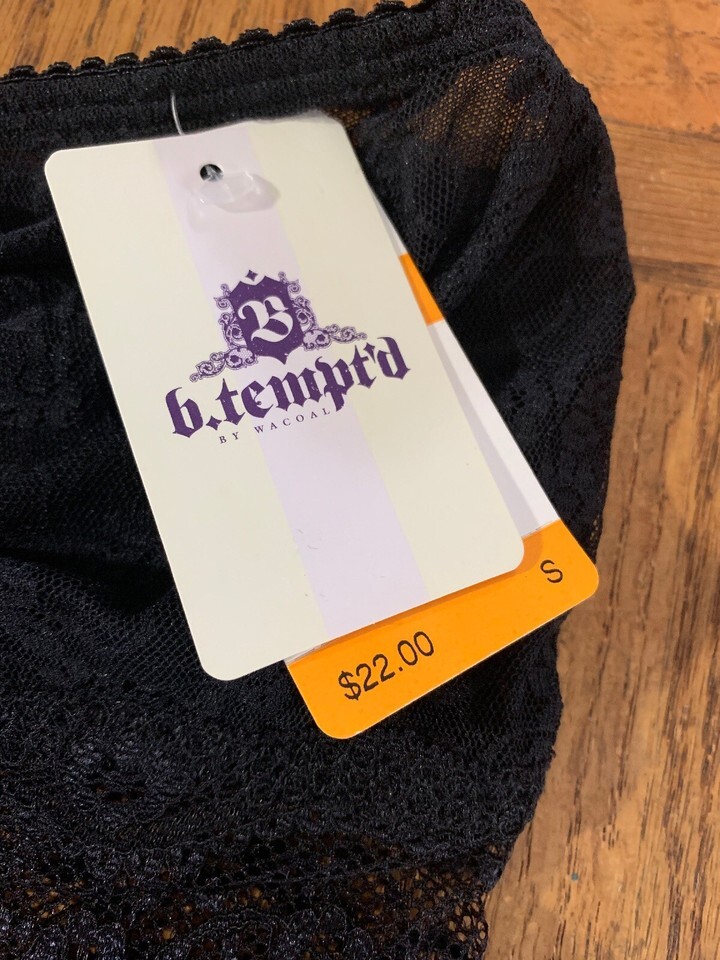 B
b.tempt'd
BY WACOAL
S
$22.00